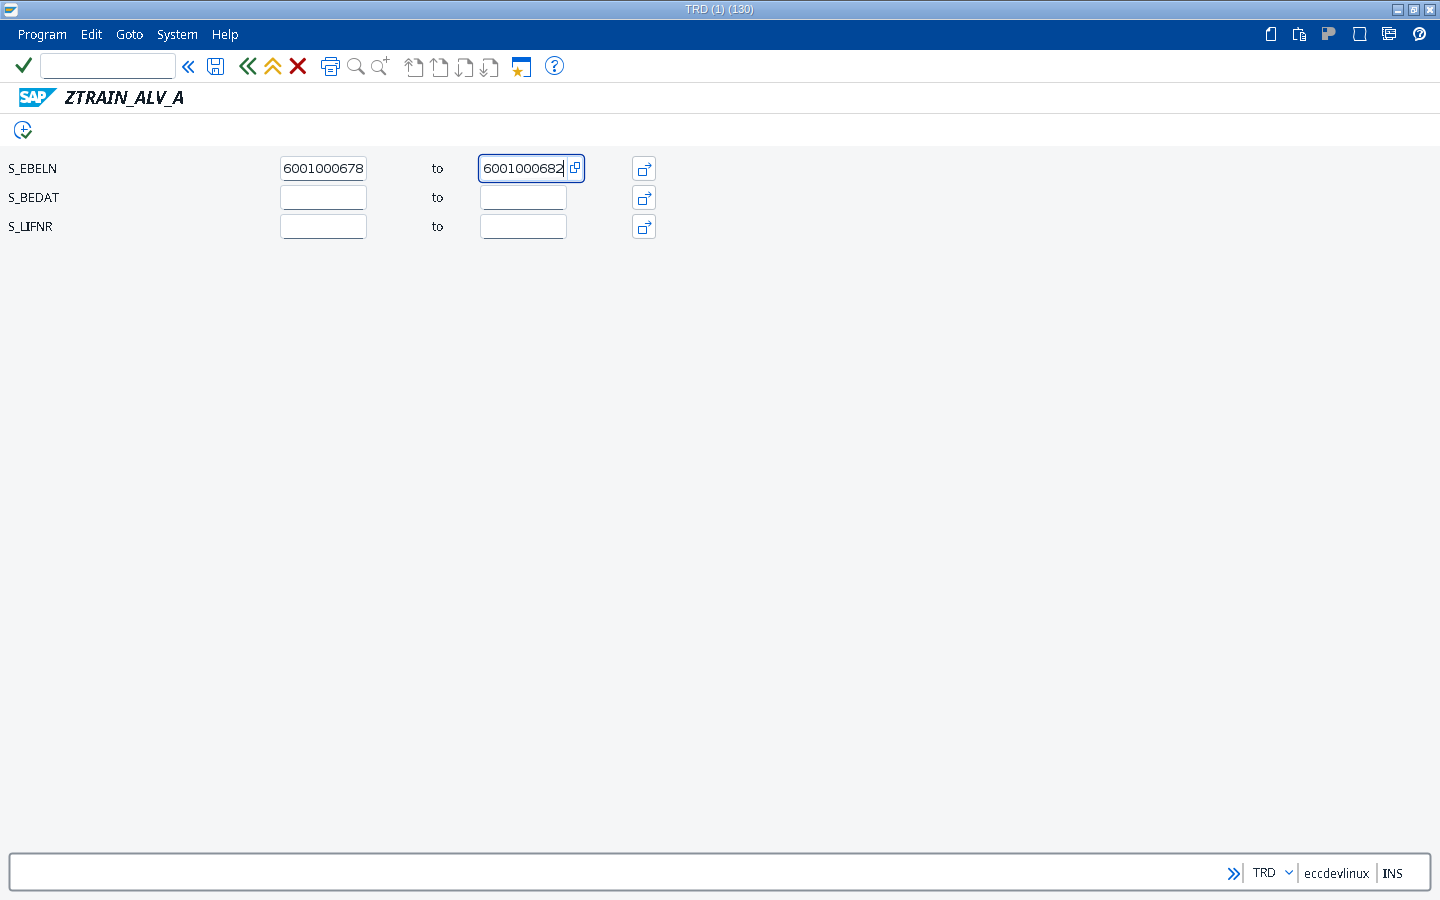 TRD (1) (130)
Program Edit Goto System Help
SAP ZTRAIN_ALV_A
S_EBELN 6001000678 to 6001000682
S_BEDAT to
S_LIFNR to
TRD eccdevlinux INS